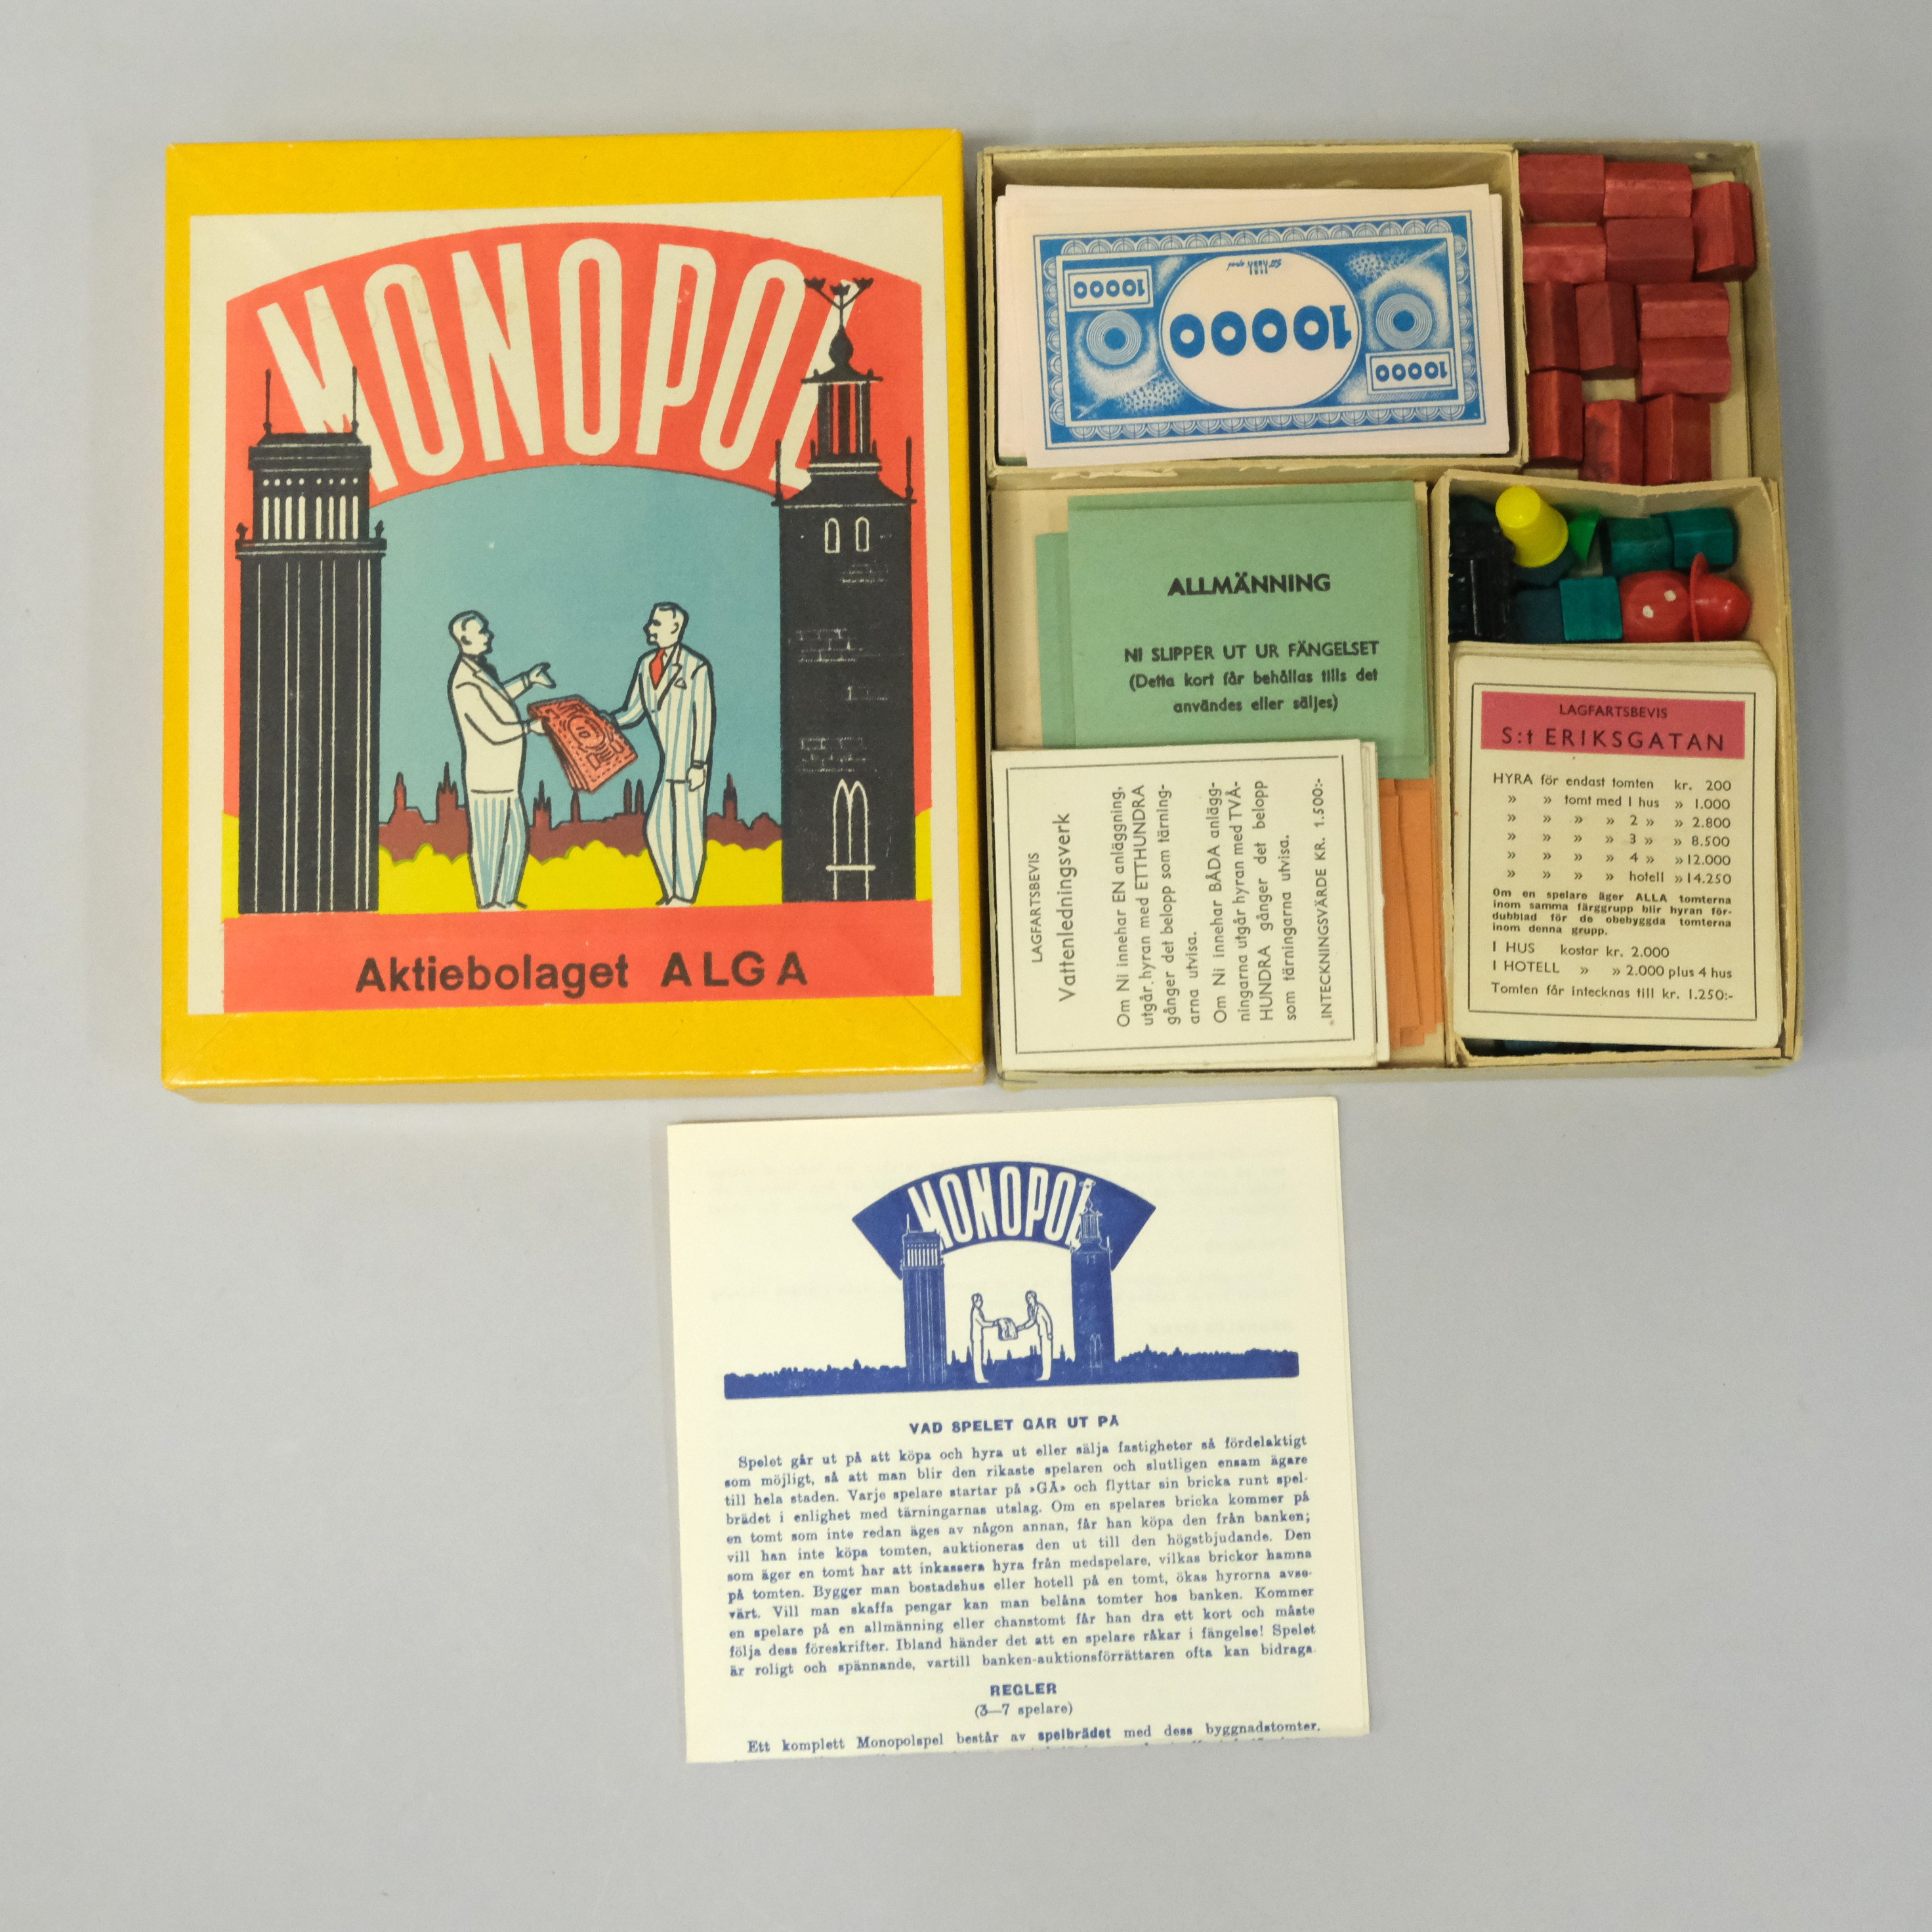 MONOPOL
Aktiebolaget ALGA
10000
10000
10000
ALLMÄNNING
NI SLIPPER UT UR FÄNGELSET
(Detta kort får behållas tills det
användes eller säljes)
LAGFARTSBEVIS
Vattenledningsverk
Om Ni innehar EN anläggning,
utgår hyran med ETTHUNDRA
gånger det belopp som tärning-
arna utvisa.
Om Ni innehar BÅDA anlägg-
ningarna utgår hyran med TVÅ-
HUNDRA gånger det belopp
som tärningarna utvisa.
INTECKNINGSVÄRDE KR. 1.500:-
LAGFARTSBEVIS
S:t ERIKSGATAN
HYRA för endast tomten kr. 200
» » tomt med 1 hus » 1.000
» » » » 2 » » 2.800
» » » » 3 » » 8.500
» » » » 4 » » 12.000
» » » » hotell » 14.250
Om en spelare äger ALLA tomterna
inom samma färggrupp blir hyran för-
dubblad för de obebyggda tomterna
inom denna grupp.
1 HUS kostar kr. 2.000
1 HOTELL » » 2.000 plus 4 hus
Tomten får intecknas till kr. 1.250:-
MONOPOL
VAD SPELET GÅR UT PÅ
Spelet går ut på att köpa och hyra ut eller sälja fastigheter så fördelaktigt
som möjligt, så att man blir den rikaste spelaren och slutligen ensam ägare
till hela staden. Varje spelare startar på »GÅ» och flyttar sin bricka runt spel-
brädet i enlighet med tärningarnas utslag. Om en spelares bricka kommer på
en tomt som inte redan äges av någon annan, får han köpa den från banken;
vill han inte köpa tomten, auktioneras den ut till den högstbjudande. Den
som äger en tomt har att inkassera hyra från medspelare, vilkas brickor hamna
på tomten. Bygger man bostadshus eller hotell på en tomt, ökas hyrorna avse-
värt. Vill man skaffa pengar kan man belåna tomter hos banken. Kommer
en spelare på en allmänning eller chanstomt får han dra ett kort och måste
följa dess föreskrifter. Ibland händer det att en spelare råkar i fängelse! Spelet
är roligt och spännande, vartill banken-auktionsförrättaren ofta kan bidraga.
REGLER
(3—7 spelare)
Ett komplett Monopolspel består av spelbrädet med dess byggnadstomter,